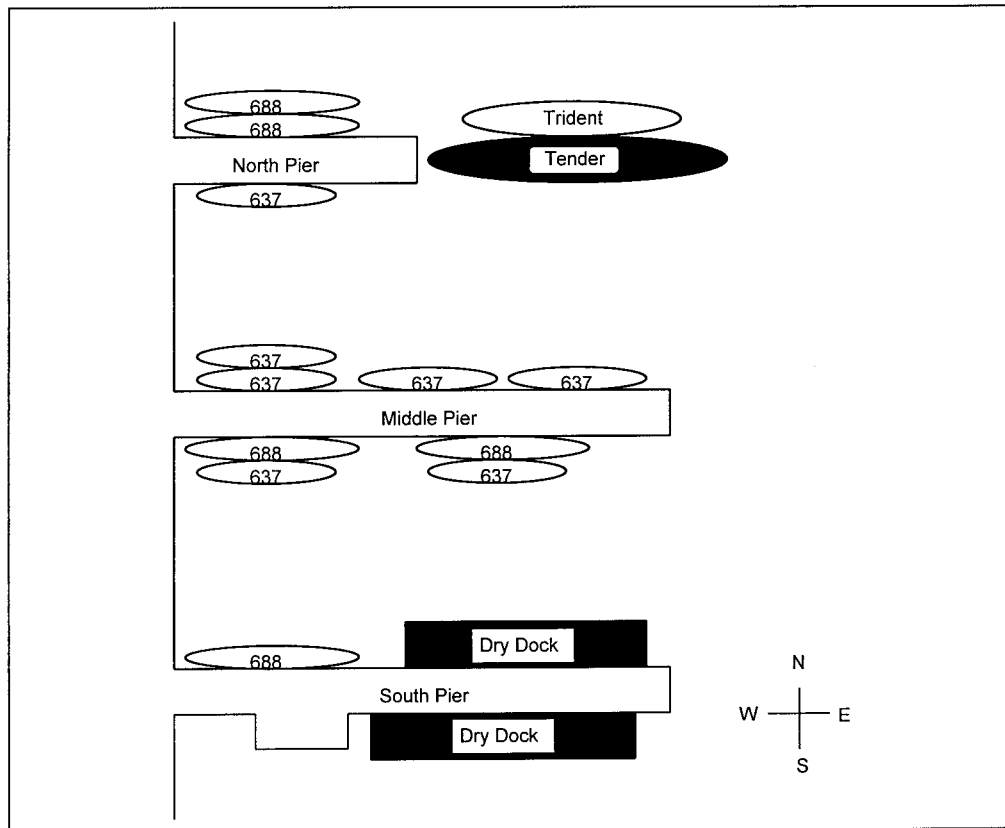 688
688
Trident
North Pier
Tender
637
637
637
637
637
Middle Pier
688
688
637
637
Dry Dock
688
South Pier
Dry Dock
N
W
E
S